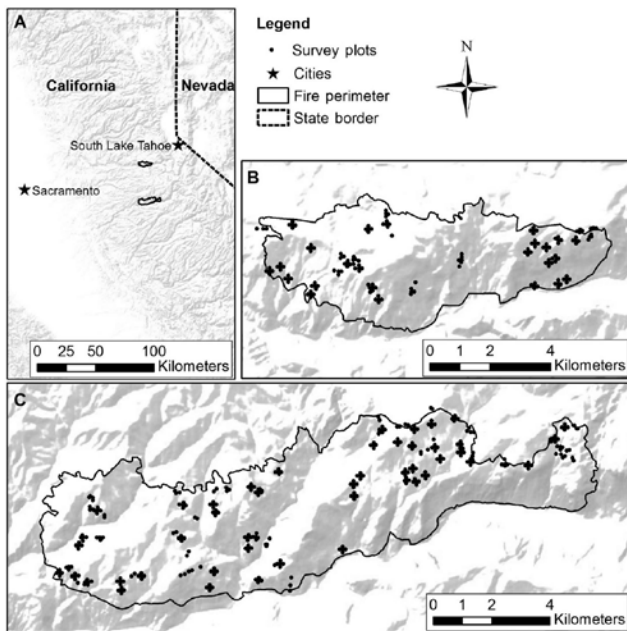 A
California
Nevada
South Lake Tahoe
Sacramento
0 25 50 100
Kilometers
Legend
Survey plots
Cities
Fire perimeter
State border
N
B
0 1 2 4
Kilometers
C
0 1 2 4
Kilometers